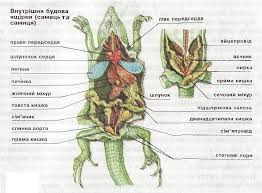 Внутрішня будова
ящірки (самець та
самиця)
праве передсердя
шлуночок серця
легеня
печінка
жовчний міхур
товста кишка
сім'яник
спинна аорта
пряма кишка
ліве передсердя
шлунок
яйцепровід
яєчник
нирка
пряма кишка
сечовий міхур
підшлункова залоза
дванадцятипала кишка
сім'япровід
стегнові пори